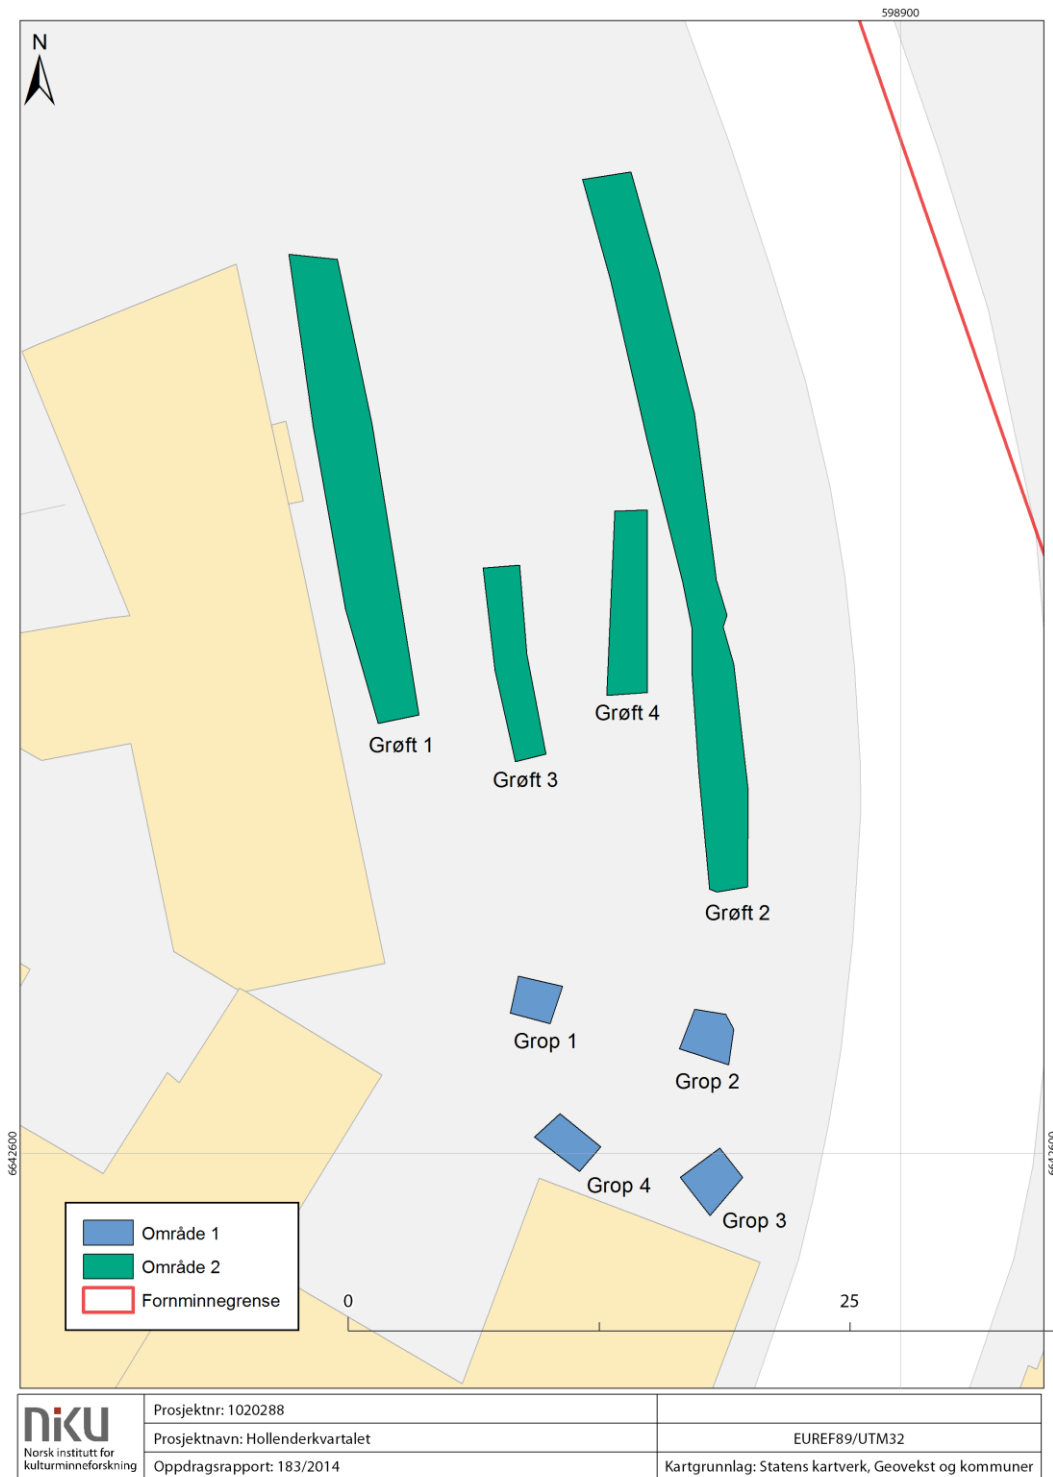 598900
N
Grøft 1
Grøft 3
Grøft 4
Grøft 2
Grop 1
Grop 2
6642600
6642600
Grop 4
Grop 3
Område 1
Område 2
Fornminnegrense
0
25
niku
Norsk institutt for
kulturminneforskning
Prosjektnr: 1020288
Prosjektnavn: Hollenderkvartalet
EUREF89/UTM32
Oppdragsrapport: 183/2014
Kartgrunnlag: Statens kartverk, Geovekst og kommuner